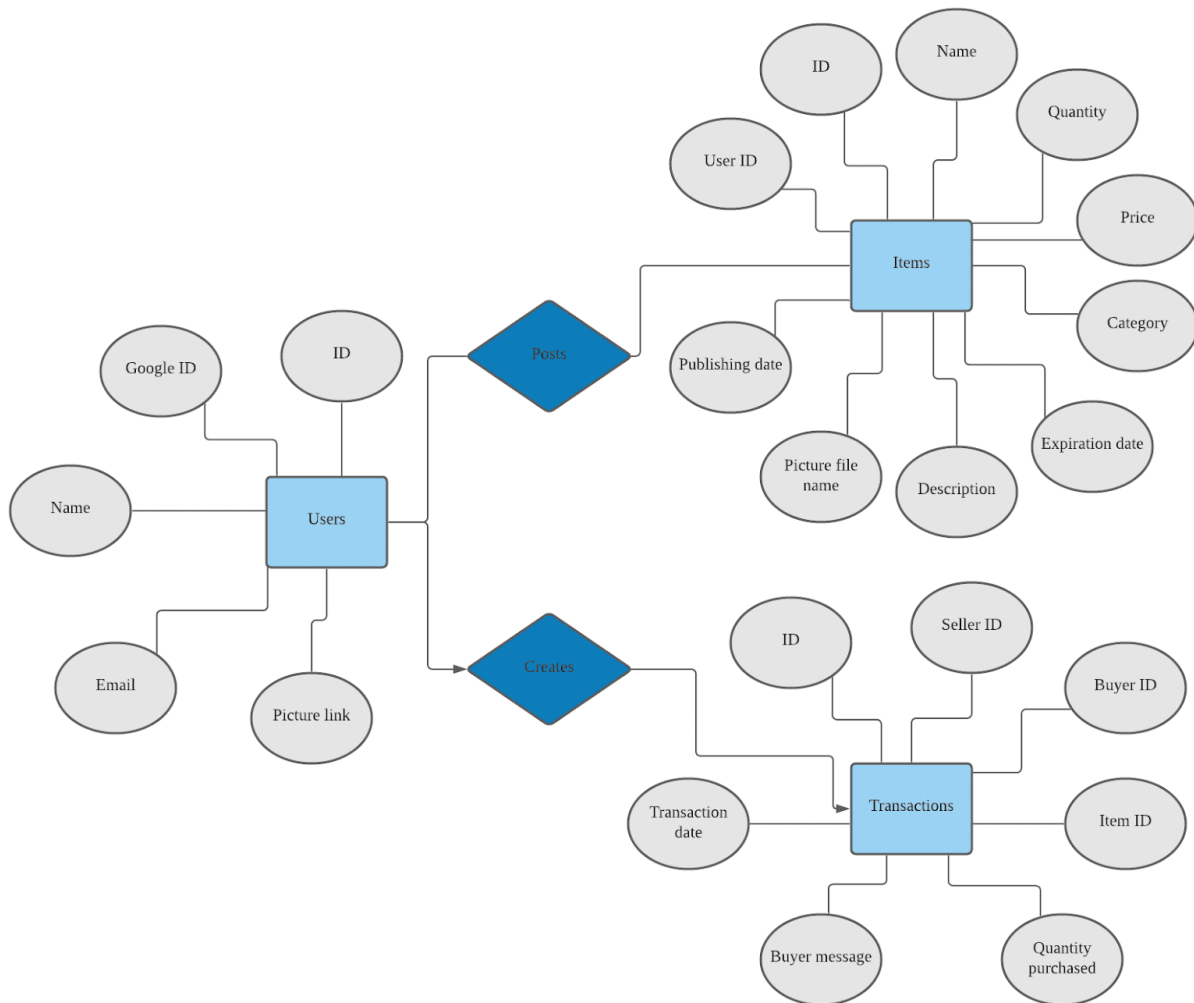 Name
ID
Quantity
User ID
Price
Items
Category
Posts
Publishing date
Google ID
ID
Expiration date
Picture file
name
Description
Name
Users
ID
Seller ID
Creates
Email
Buyer ID
Picture link
Transactions
Transaction
date
Item ID
Buyer message
Quantity
purchased